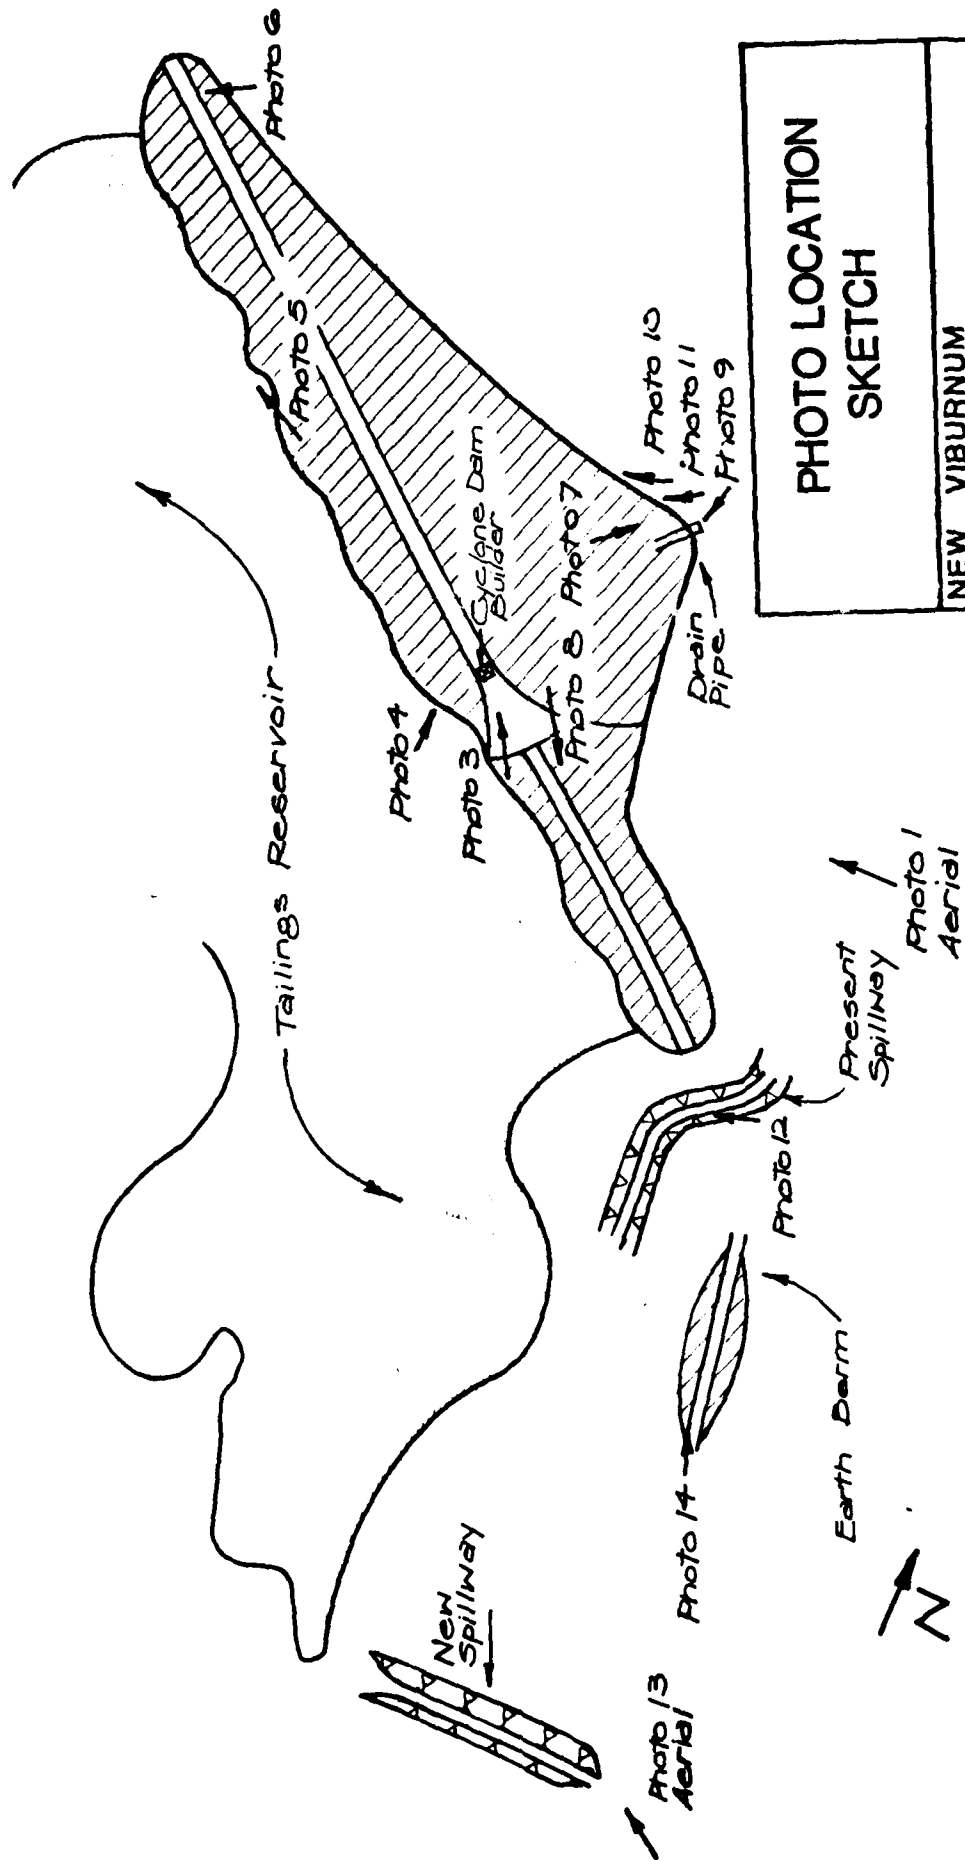 Photo 6
Photo 5
Tailings Reservoir
Photo 4
Photo 3
Cyclone Dam
Builder
Photo 8
Photo 7
Photo 10
Photo 11
Photo 9
Drain
Pipe
Photo 1
Aerial
Present
Spillway
Photo 12
Earth Berm
Photo 14
New
Spillway
Photo 13
Aerial
N
PHOTO LOCATION
SKETCH
NEW VIBURNUM